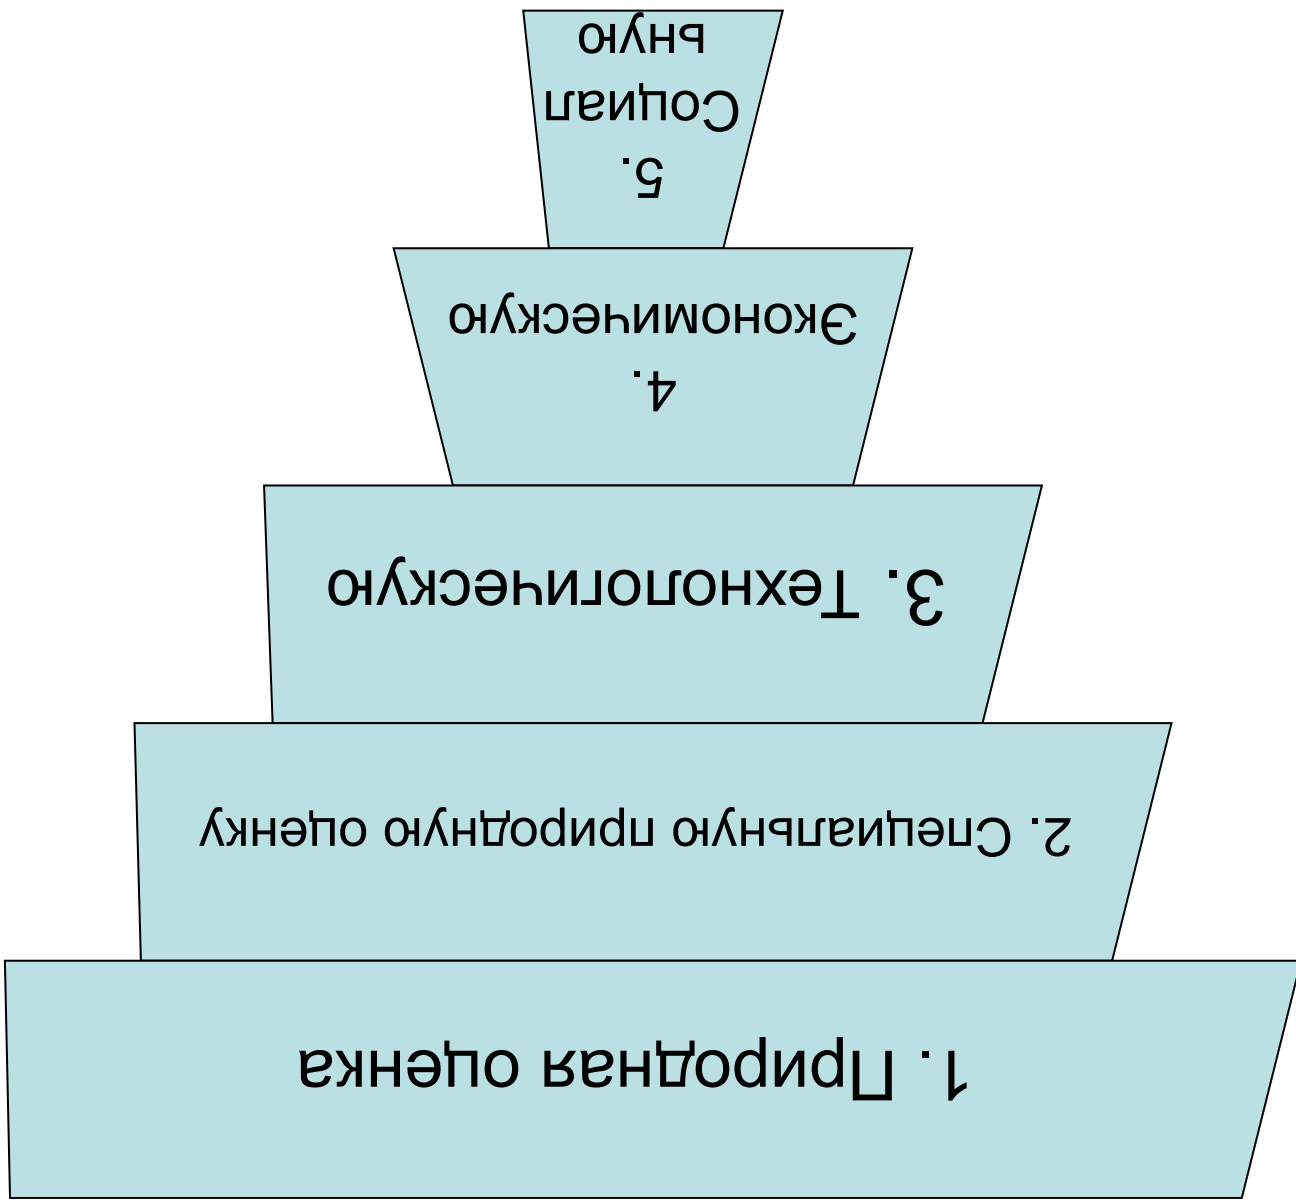 1. Природная оценка
2. Специальную природную оценку
3. Технологическую
4.
Экономическую
5.
Социал
ьную